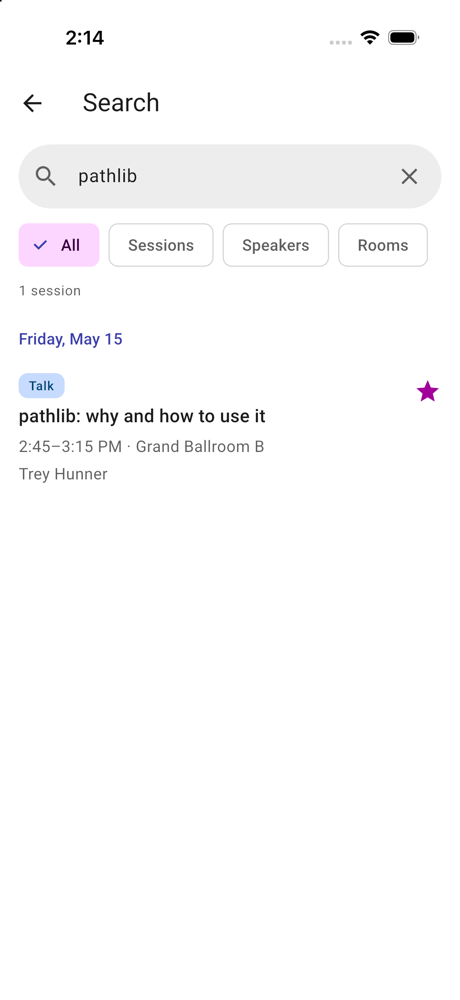 2:14
Search
pathlib
All
Sessions
Speakers
Rooms
1 session
Friday, May 15
Talk
pathlib: why and how to use it
2:45–3:15 PM · Grand Ballroom B
Trey Hunner